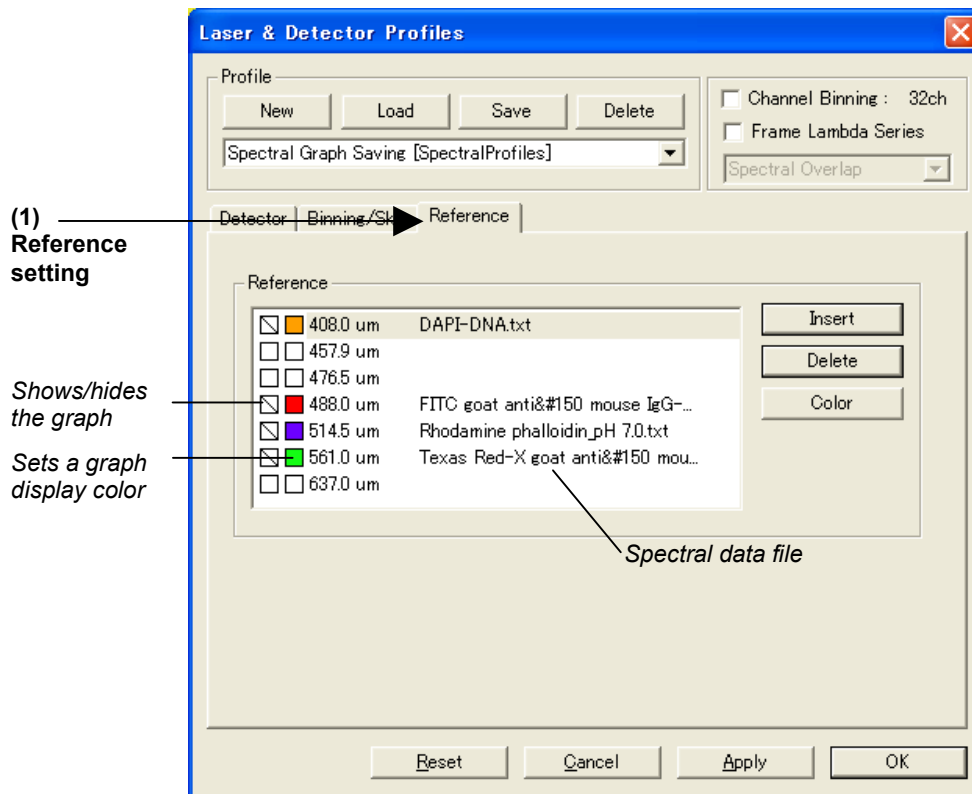 Laser & Detector Profiles
Profile
New Load Save Delete
Spectral Graph Saving [SpectralProfiles]
Channel Binning : 32ch
Frame Lambda Series
Spectral Overlap
(1)
Reference
setting
Detector Binning/Sk Reference
Reference
408.0 um DAPI-DNA.txt
457.9 um
476.5 um
488.0 um FITC goat anti&#150 mouse IgG-...
514.5 um Rhodamine phalloidin_pH 7.0.txt
561.0 um Texas Red-X goat anti&#150 mou...
637.0 um
Insert
Delete
Color
Shows/hides
the graph
Sets a graph
display color
Spectral data file
Reset Cancel Apply OK